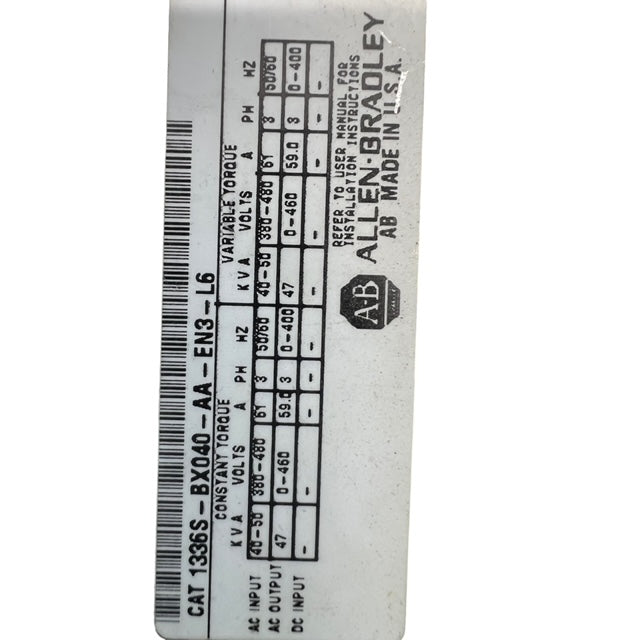 CAT 1336S-BX040-AA-EN3-L6
CONSTANT TORQUE VARIABLE TORQUE
KVA VOLTS A PH HZ KVA VOLTS A PH HZ
AC INPUT 40-50 380-480 61 3 50/60 40-50 380-480 61 3 50/60
AC OUTPUT 47 0-460 59.0 3 0-400 47 0-460 59.0 3 0-400
DC INPUT - - - - - - - - - -
REFER TO USER MANUAL FOR
INSTALLATION INSTRUCTIONS
A-B
ALLEN-BRADLEY
AB MADE IN U.S.A.